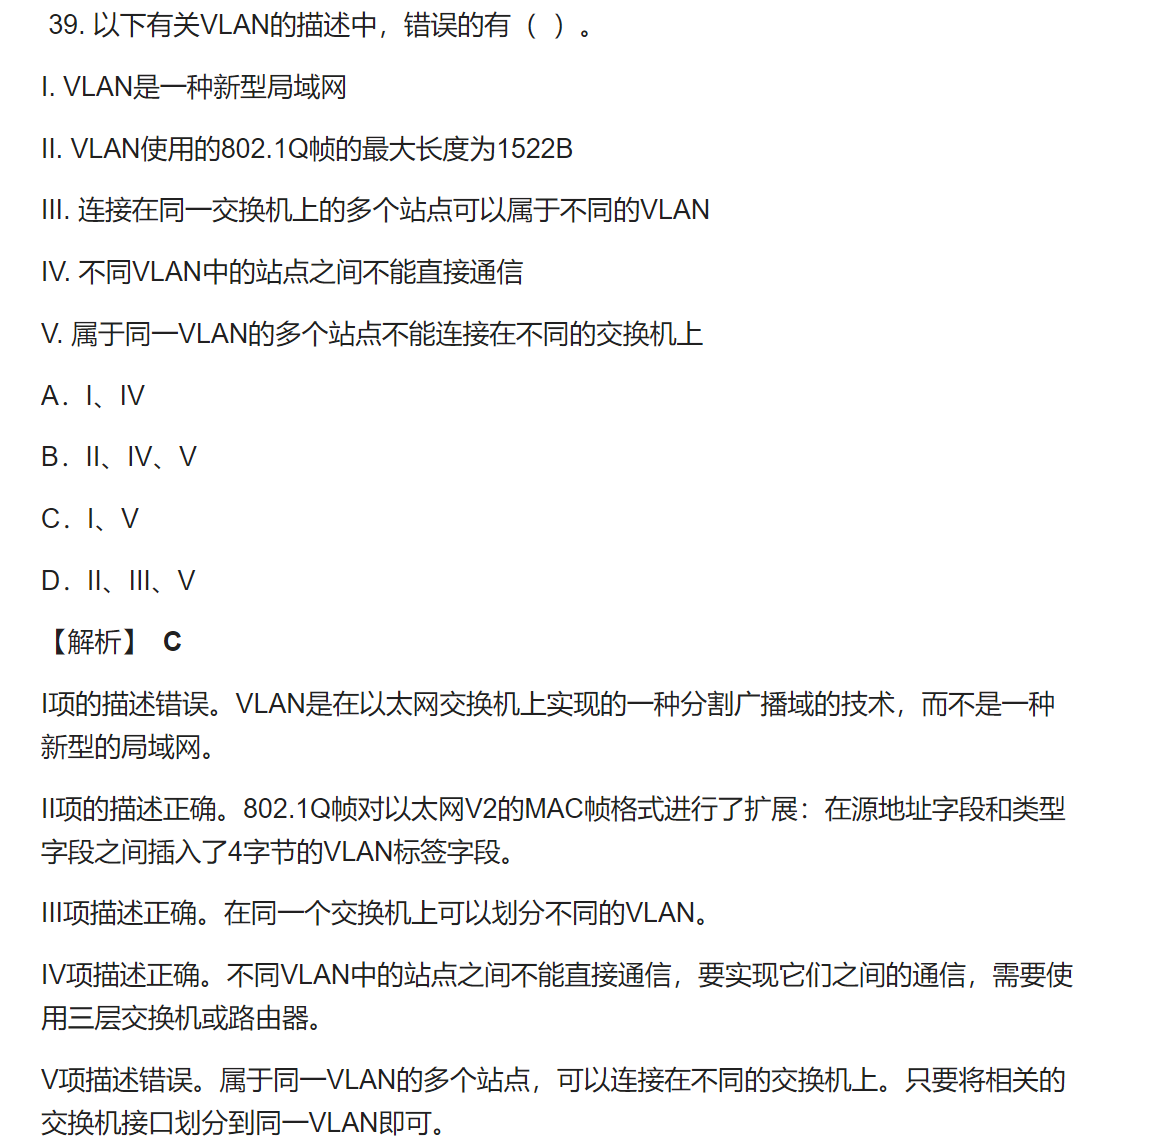 39. 以下有关VLAN的描述中，错误的有（  ）。
I. VLAN是一种新型局域网
II. VLAN使用的802.1Q帧的最大长度为1522B
III. 连接在同一交换机上的多个站点可以属于不同的VLAN
IV. 不同VLAN中的站点之间不能直接通信
V. 属于同一VLAN的多个站点不能连接在不同的交换机上
A．I、IV
B．II、IV、V
C．I、V
D．II、III、V
【解析】 C
I项的描述错误。VLAN是在以太网交换机上实现的一种分割广播域的技术，而不是一种
新型的局域网。
II项的描述正确。802.1Q帧对以太网V2的MAC帧格式进行了扩展：在源地址字段和类型
字段之间插入了4字节的VLAN标签字段。
III项描述正确。在同一个交换机上可以划分不同的VLAN。
IV项描述正确。不同VLAN中的站点之间不能直接通信，要实现它们之间的通信，需要使
用三层交换机或路由器。
V项描述错误。属于同一VLAN的多个站点，可以连接在不同的交换机上。只要将相关的
交换机接口划分到同一VLAN即可。